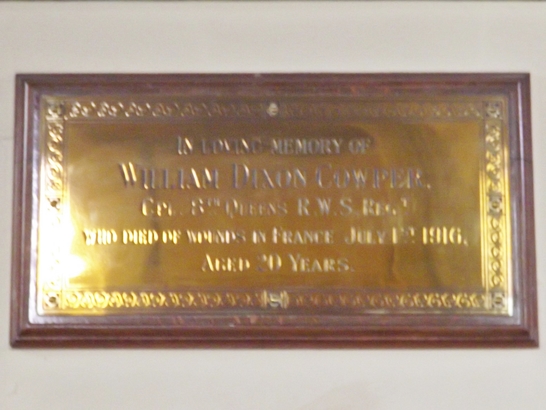 IN LOVING MEMORY OF
WILLIAM DIXON COWPER.
CPL. 8TH QUEENS R.W.S. REGT
WHO DIED OF WOUNDS IN FRANCE JULY 1916.
AGED 20 YEARS.